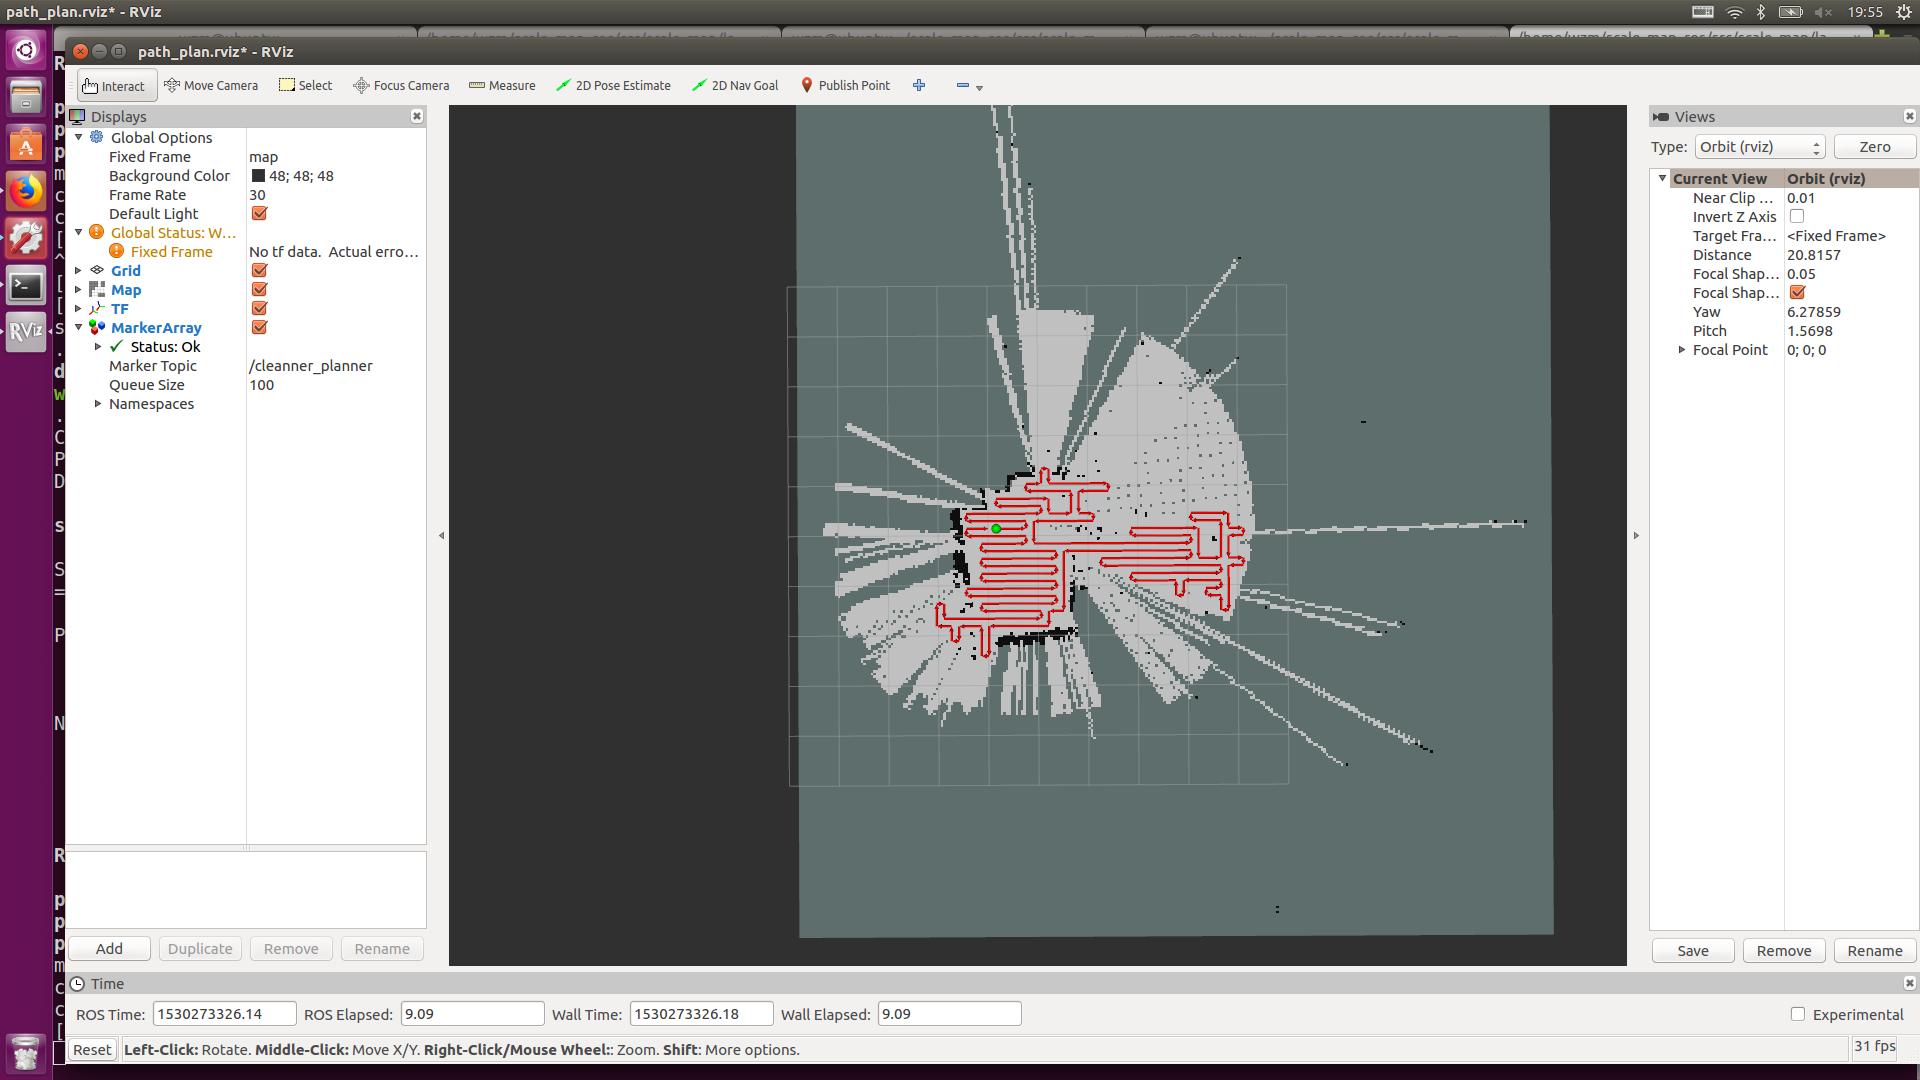 path_plan.rviz* - RViz
19:55
path_plan.rviz* - RViz
Interact
Move Camera
Select
Focus Camera
Measure
2D Pose Estimate
2D Nav Goal
Publish Point
Displays
Global Options
Fixed Frame map
Background Color 48; 48; 48
Frame Rate 30
Default Light
Global Status: W...
Fixed Frame No tf data. Actual erro...
Grid
Map
TF
MarkerArray
Status: Ok
Marker Topic /cleanner_planner
Queue Size 100
Namespaces
Add
Duplicate
Remove
Rename
Views
Type: Orbit (rviz) Zero
Current View Orbit (rviz)
Near Clip ... 0.01
Invert Z Axis
Target Fra... <Fixed Frame>
Distance 20.8157
Focal Shap... 0.05
Focal Shap...
Yaw 6.27859
Pitch 1.5698
Focal Point 0; 0; 0
Save
Remove
Rename
Time
ROS Time: 1530273326.14 ROS Elapsed: 9.09 Wall Time: 1530273326.18 Wall Elapsed: 9.09 Experimental
Reset Left-Click: Rotate. Middle-Click: Move X/Y. Right-Click/Mouse Wheel:: Zoom. Shift: More options. 31 fps
RViz